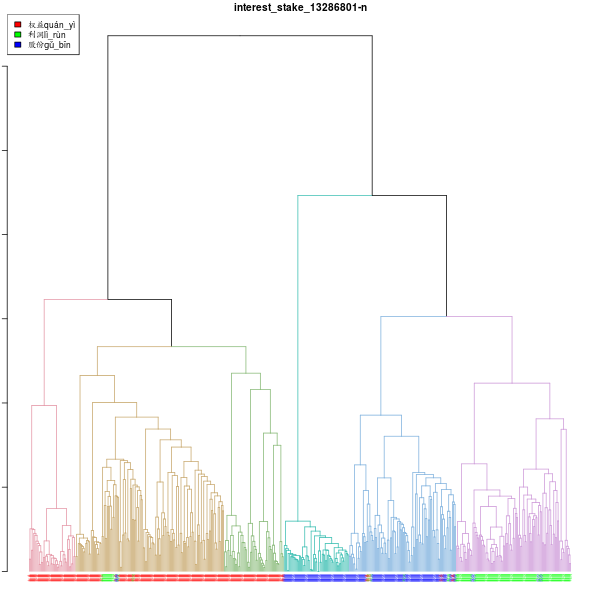 interest_stake_13286801-n
权益quán_yì
利润lì_rùn
股份gǔ_bìn